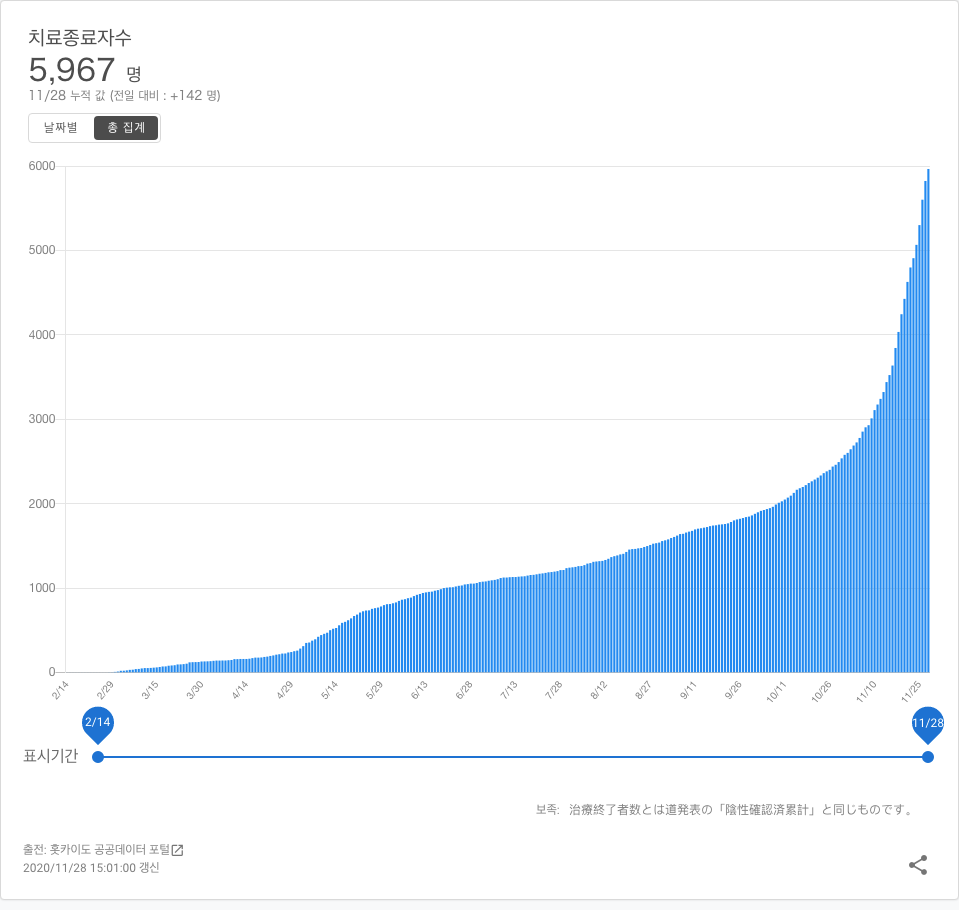 치료종료자수
5,967 명
11/28 누적 값 (전일 대비 : +142 명)
날짜별 총 집계
6000
5000
4000
3000
2000
1000
0
2/14 2/29 3/15 3/30 4/14 4/29 5/14 5/29 6/13 6/28 7/13 7/28 8/12 8/27 9/11 9/26 10/11 10/26 11/10 11/25
2/14 11/28
표시기간
보족: 治療終了者数とは道発表の「陰性確認済累計」と同じものです。
출전: 홋카이도 공공데이터 포털
2020/11/28 15:01:00 갱신